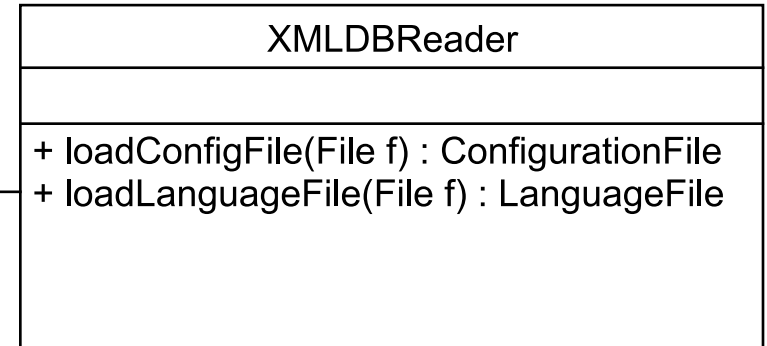 XMLDBReader
+ loadConfigFile(File f) : ConfigurationFile
+ loadLanguageFile(File f) : LanguageFile